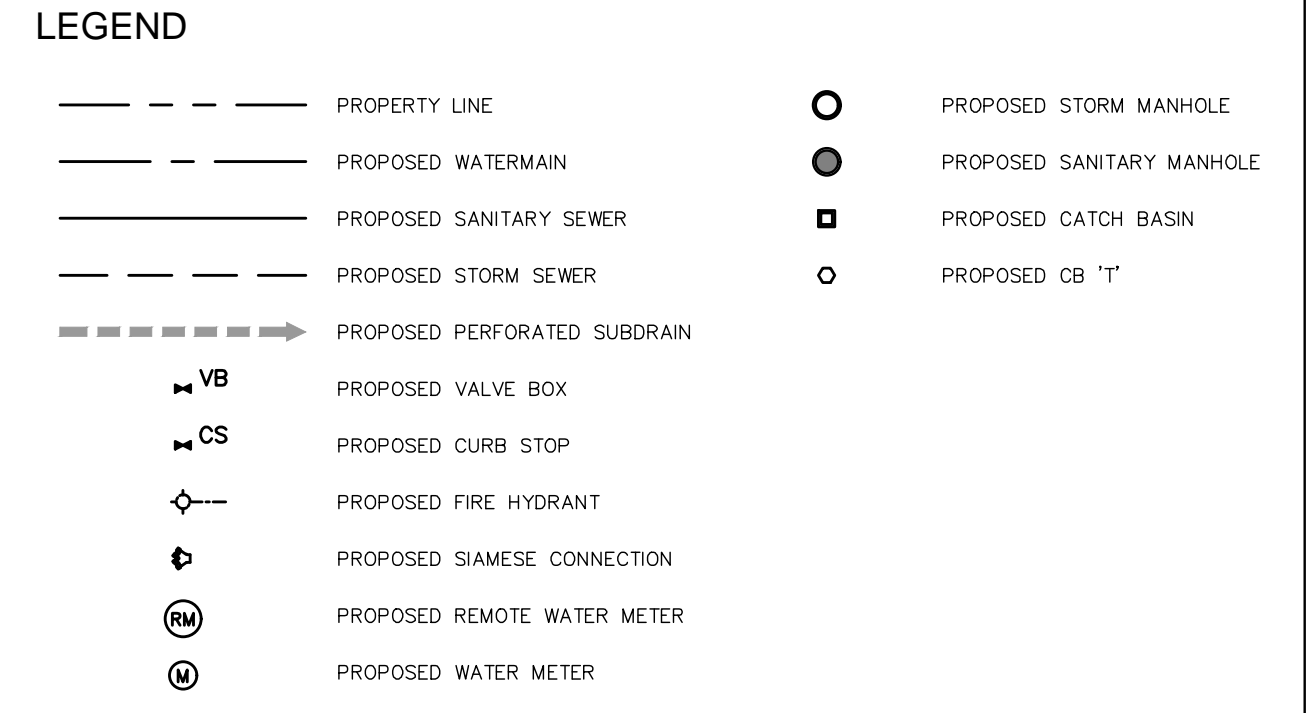 LEGEND
PROPERTY LINE
PROPOSED WATERMAIN
PROPOSED SANITARY SEWER
PROPOSED STORM SEWER
PROPOSED PERFORATED SUBDRAIN
VB PROPOSED VALVE BOX
CS PROPOSED CURB STOP
PROPOSED FIRE HYDRANT
PROPOSED SIAMESE CONNECTION
RM PROPOSED REMOTE WATER METER
M PROPOSED WATER METER
PROPOSED STORM MANHOLE
PROPOSED SANITARY MANHOLE
PROPOSED CATCH BASIN
PROPOSED CB 'T'